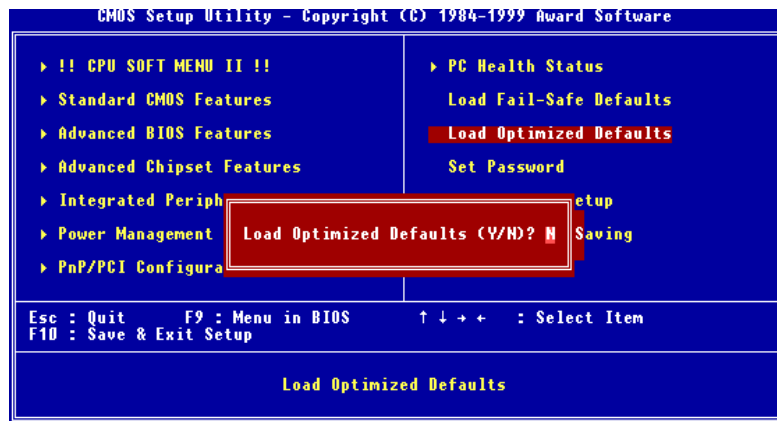 CMOS Setup Utility - Copyright (C) 1984-1999 Award Software
!! CPU SOFT MENU II !!
Standard CMOS Features
Advanced BIOS Features
Advanced Chipset Features
Integrated Periph
Power Management
PnP/PCI Configura
PC Health Status
Load Fail-Safe Defaults
Load Optimized Defaults
Set Password
etup
Saving
Load Optimized Defaults (Y/N)? N
Esc : Quit F9 : Menu in BIOS ↑ ↓ → ← : Select Item
F10 : Save & Exit Setup
Load Optimized Defaults